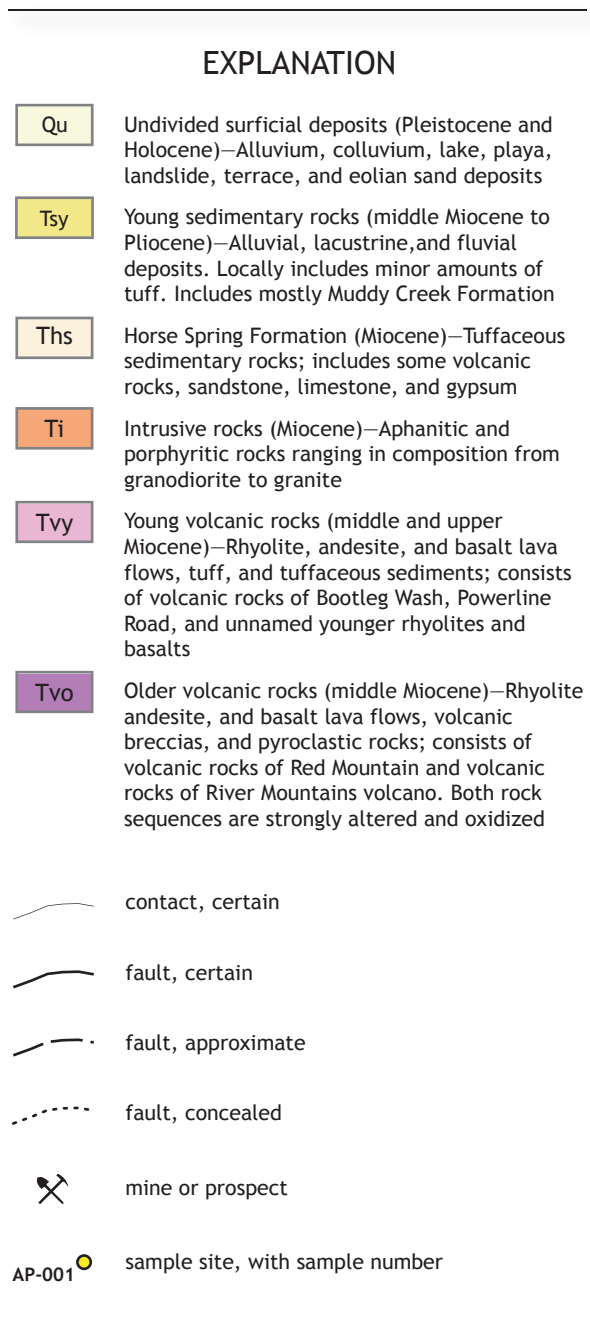 EXPLANATION
Qu
Undivided surficial deposits (Pleistocene and
Holocene)—Alluvium, colluvium, lake, playa,
landslide, terrace, and eolian sand deposits
Tsy
Young sedimentary rocks (middle Miocene to
Pliocene)—Alluvial, lacustrine,and fluvial
deposits. Locally includes minor amounts of
tuff. Includes mostly Muddy Creek Formation
Ths
Horse Spring Formation (Miocene)—Tuffaceous
sedimentary rocks; includes some volcanic
rocks, sandstone, limestone, and gypsum
Ti
Intrusive rocks (Miocene)—Aphanitic and
porphyritic rocks ranging in composition from
granodiorite to granite
Tvy
Young volcanic rocks (middle and upper
Miocene)—Rhyolite, andesite, and basalt lava
flows, tuff, and tuffaceous sediments; consists
of volcanic rocks of Bootleg Wash, Powerline
Road, and unnamed younger rhyolites and
basalts
Tvo
Older volcanic rocks (middle Miocene)—Rhyolite
andesite, and basalt lava flows, volcanic
breccias, and pyroclastic rocks; consists of
volcanic rocks of Red Mountain and volcanic
rocks of River Mountains volcano. Both rock
sequences are strongly altered and oxidized
contact, certain
fault, certain
fault, approximate
fault, concealed
mine or prospect
AP-001
sample site, with sample number